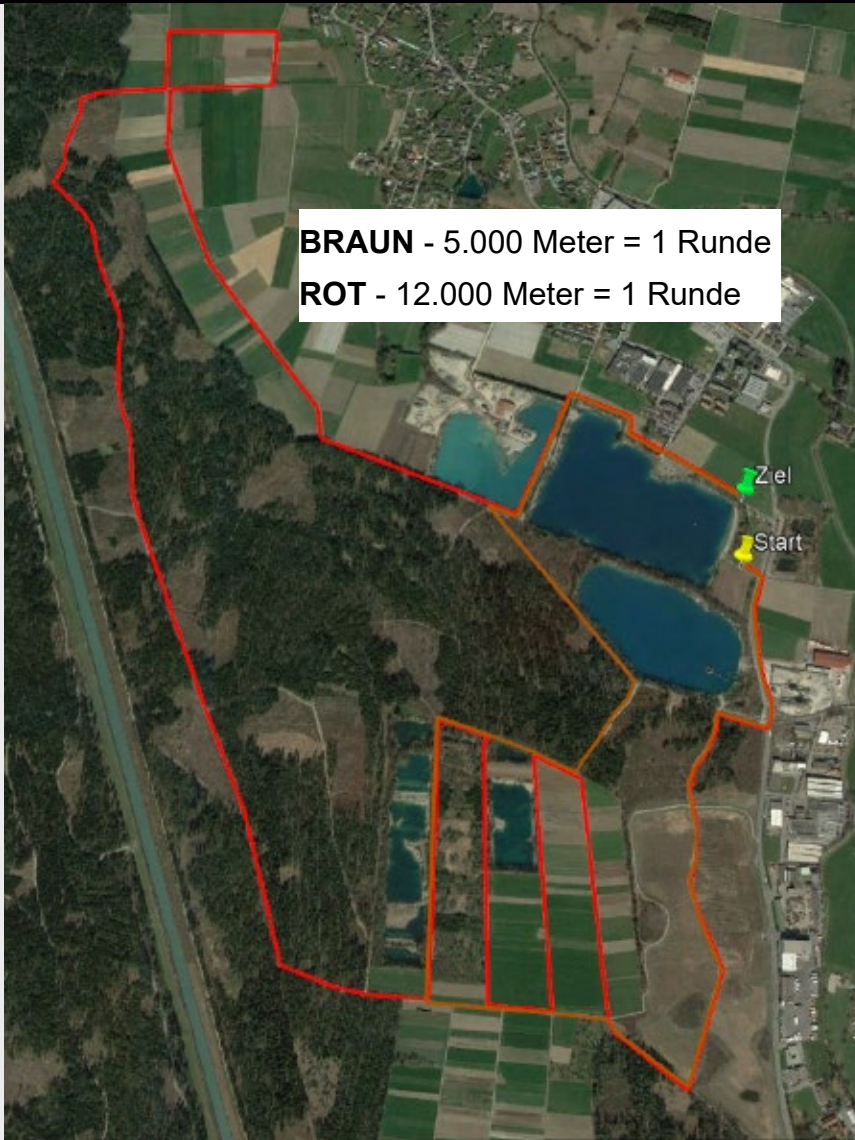 BRAUN - 5.000 Meter = 1 Runde
ROT - 12.000 Meter = 1 Runde
Ziel
Start